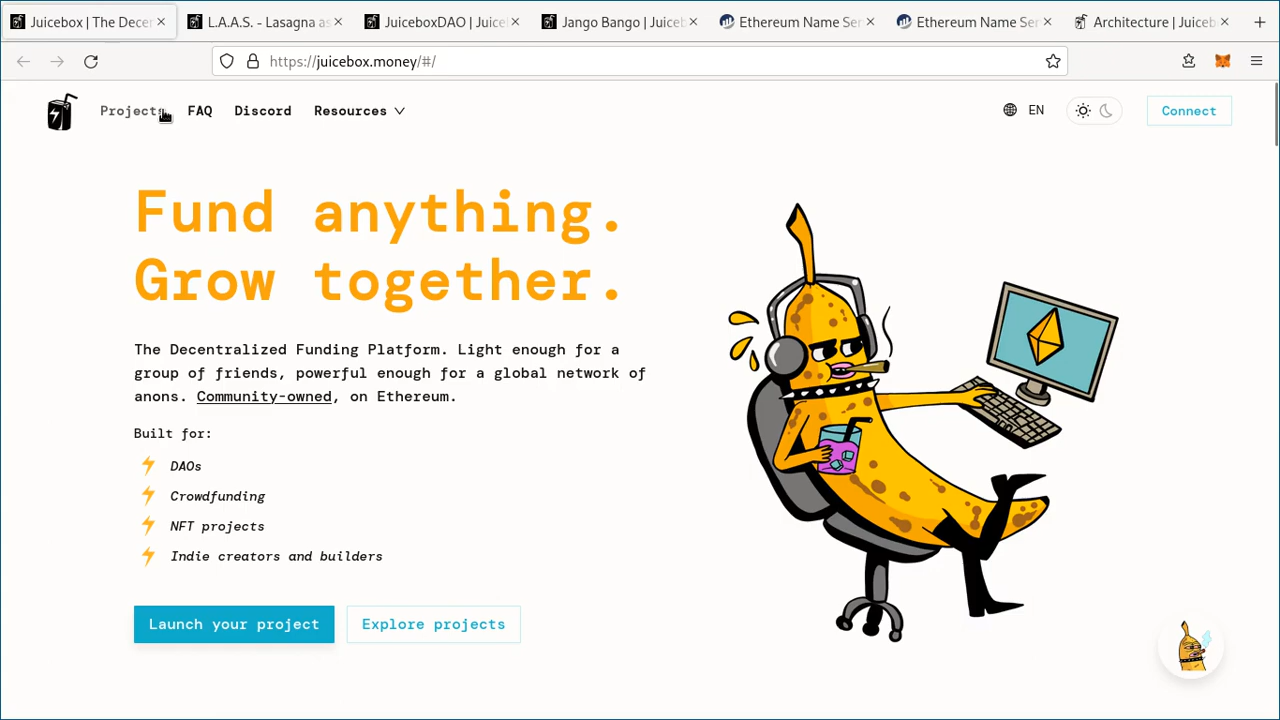 Juicebox | The Decen
L.A.A.S. - Lasagna as
JuiceboxDAO | Juice
Jango Bango | Juiceb
Ethereum Name Ser
Ethereum Name Ser
Architecture | Juiceb
https://juicebox.money/#/
Projects
FAQ
Discord
Resources
EN
Connect
Fund anything.
Grow together.
The Decentralized Funding Platform. Light enough for a
group of friends, powerful enough for a global network of
anons. Community-owned, on Ethereum.
Built for:
DAOs
Crowdfunding
NFT projects
Indie creators and builders
Launch your project
Explore projects